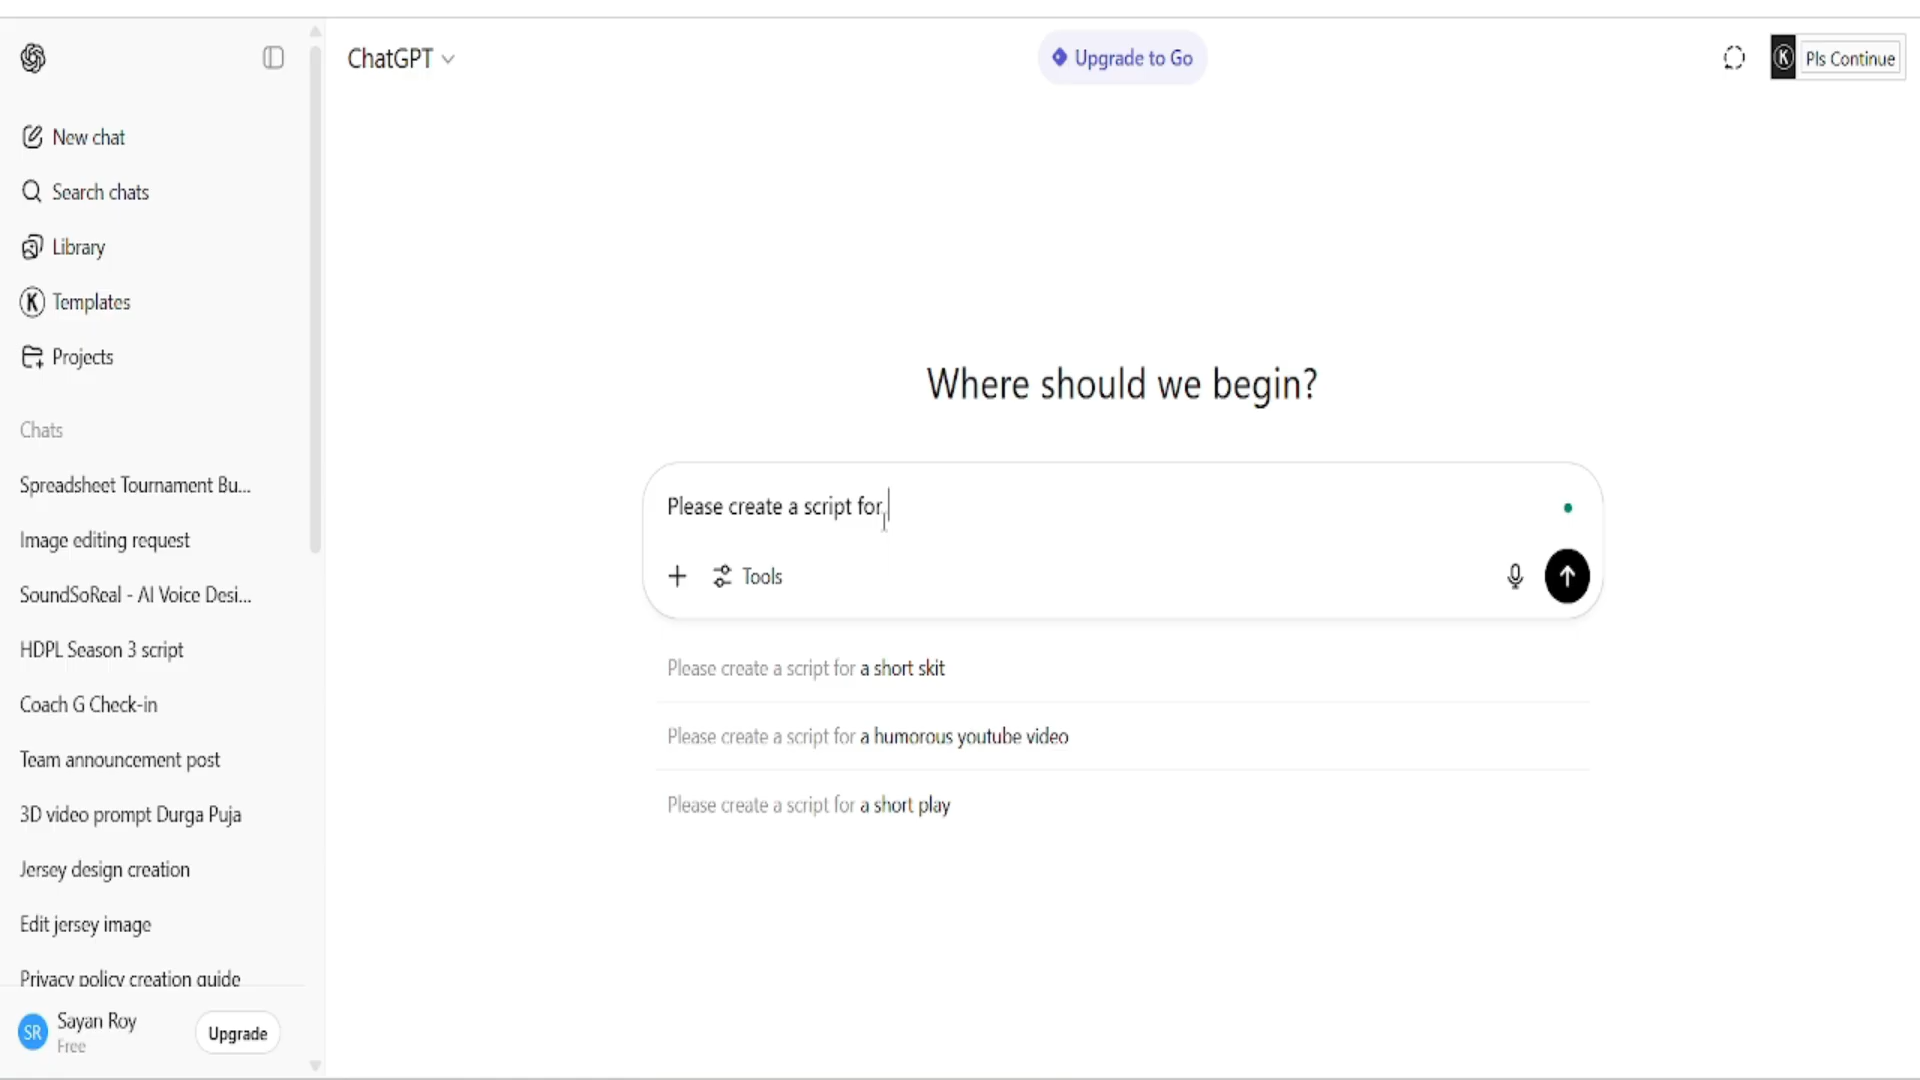 ChatGPT
Upgrade to Go
K
Pls Continue
New chat
Search chats
Library
K
Templates
Projects
Chats
Spreadsheet Tournament Bu...
Image editing request
SoundSoReal - AI Voice Desi...
HDPL Season 3 script
Coach G Check-in
Team announcement post
3D video prompt Durga Puja
Jersey design creation
Edit jersey image
Privacy policy creation guide
SR
Sayan Roy
Free
Upgrade
Where should we begin?
Please create a script for
Tools
Please create a script for a short skit
Please create a script for a humorous youtube video
Please create a script for a short play